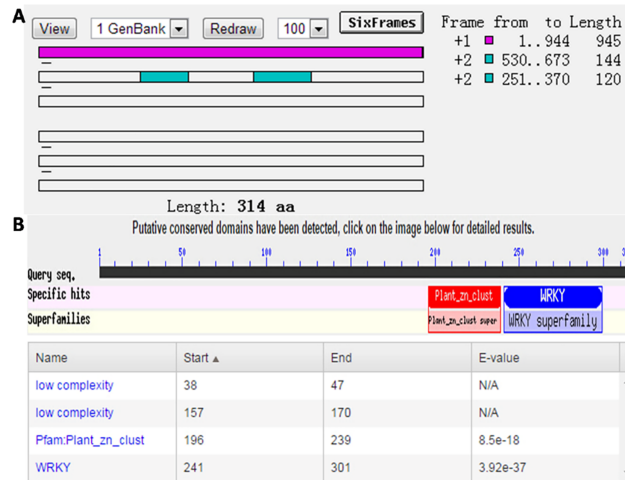 A
View 1 GenBank Redraw 100 SixFrames
Frame from to Length
+1 1..944 945
+2 530..673 144
+2 251..370 120
Length: 314 aa
B
Putative conserved domains have been detected, click on the image below for detailed results.
1 50 100 150 200 250 300
Query seq.
Specific hits Plant_zn_clust WRKY
Superfamilies Plant_zn_clust super WRKY superfamily
Name Start End E-value
low complexity 38 47 N/A
low complexity 157 170 N/A
Pfam:Plant_zn_clust 196 239 8.5e-18
WRKY 241 301 3.92e-37